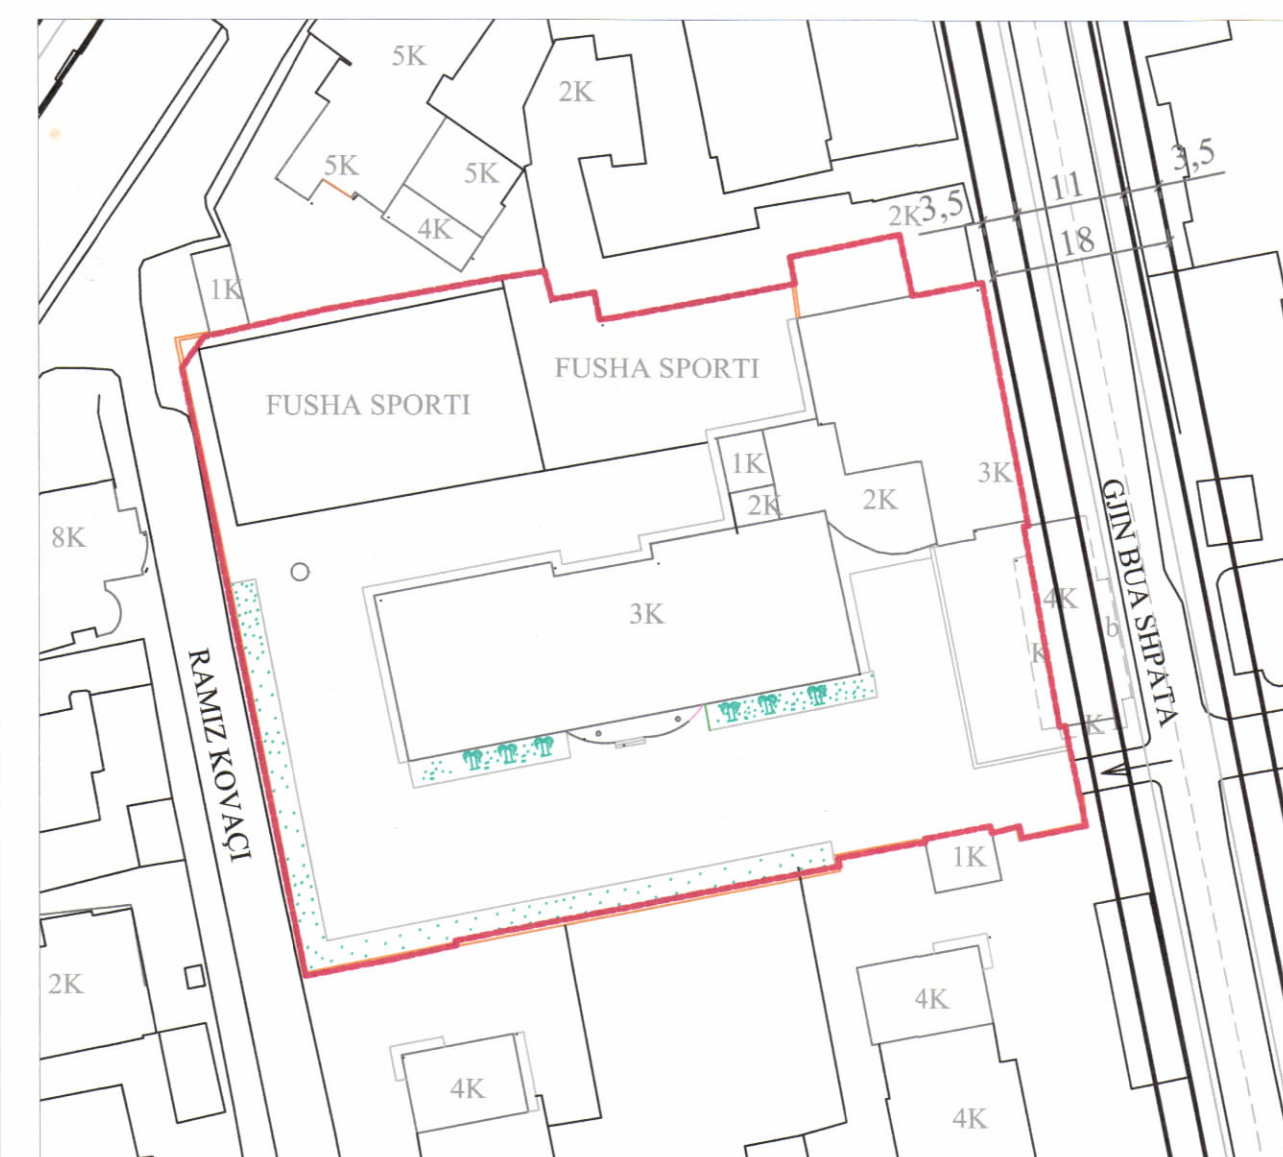 5K
2K
5K
5K
4K
2K
3,5
11
3,5
18
1K
FUSHA SPORTI
FUSHA SPORTI
1K
2K
2K
3K
8K
3K
4K
b
K
K
GJIN BUA SHPATA
RAMIZ KOVAÇI
1K
2K
4K
4K
4K